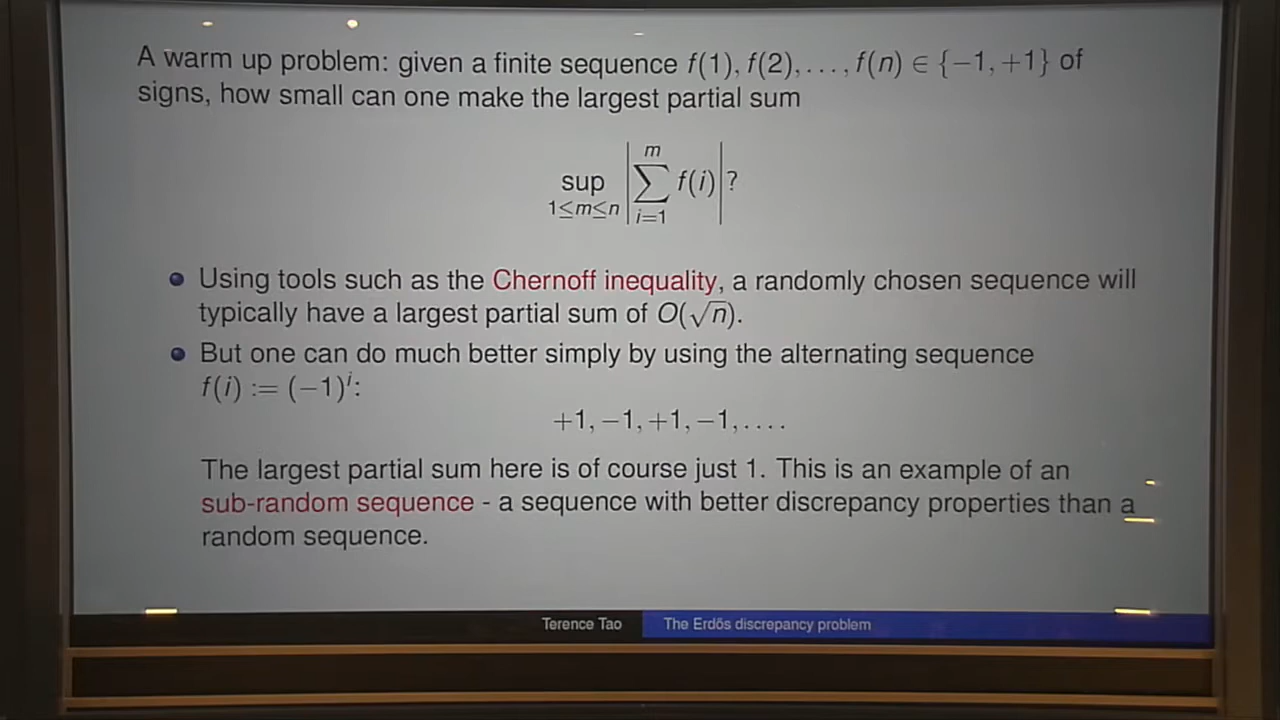 A warm up problem: given a finite sequence f(1), f(2), . . . , f(n) ∈ {−1, +1} of
signs, how small can one make the largest partial sum
sup_{1≤m≤n} |∑_{i=1}^{m} f(i)| ?
Using tools such as the Chernoff inequality, a randomly chosen sequence will
typically have a largest partial sum of O(√n).
But one can do much better simply by using the alternating sequence
f(i) := (−1)^i:
+1, −1, +1, −1, . . . .
The largest partial sum here is of course just 1. This is an example of an
sub-random sequence - a sequence with better discrepancy properties than a
random sequence.
Terence Tao The Erdős discrepancy problem